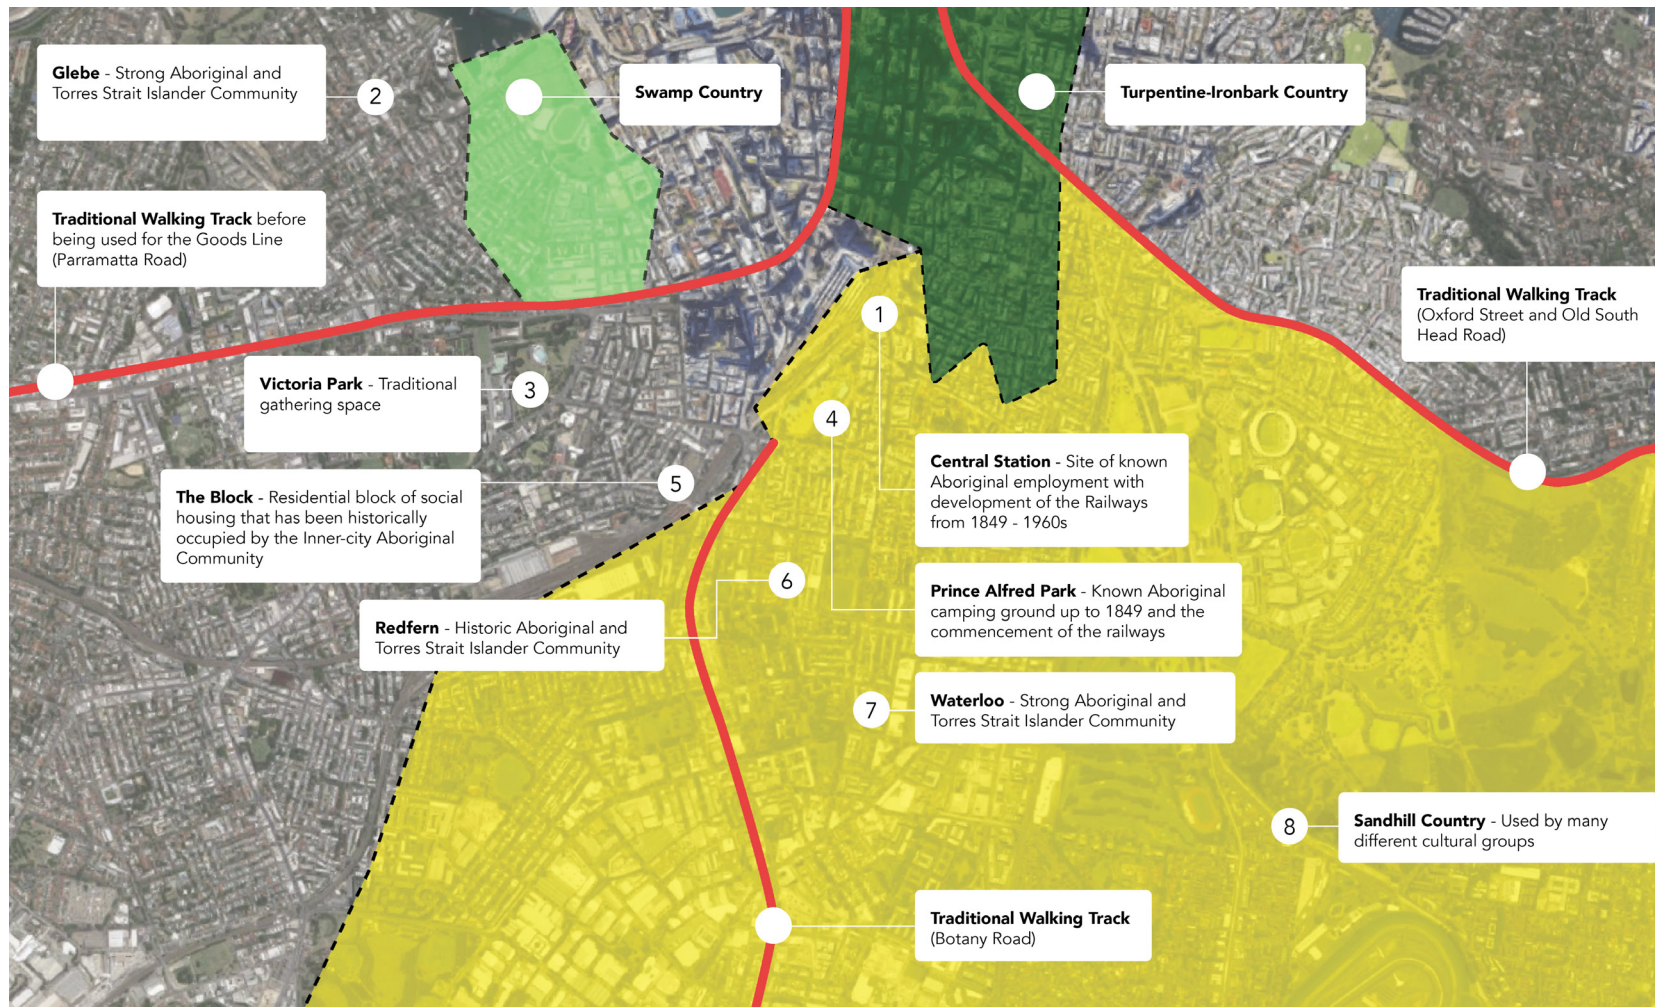 Glebe - Strong Aboriginal and
Torres Strait Islander Community
2
Swamp Country
Turpentine-Ironbark Country
Traditional Walking Track before
being used for the Goods Line
(Parramatta Road)
Traditional Walking Track
(Oxford Street and Old South
Head Road)
1
Victoria Park - Traditional
gathering space
3
4
Central Station - Site of known
Aboriginal employment with
development of the Railways
from 1849 - 1960s
The Block - Residential block of social
housing that has been historically
occupied by the Inner-city Aboriginal
Community
5
6
Prince Alfred Park - Known Aboriginal
camping ground up to 1849 and the
commencement of the railways
Redfern - Historic Aboriginal and
Torres Strait Islander Community
7
Waterloo - Strong Aboriginal and
Torres Strait Islander Community
8
Sandhill Country - Used by many
different cultural groups
Traditional Walking Track
(Botany Road)